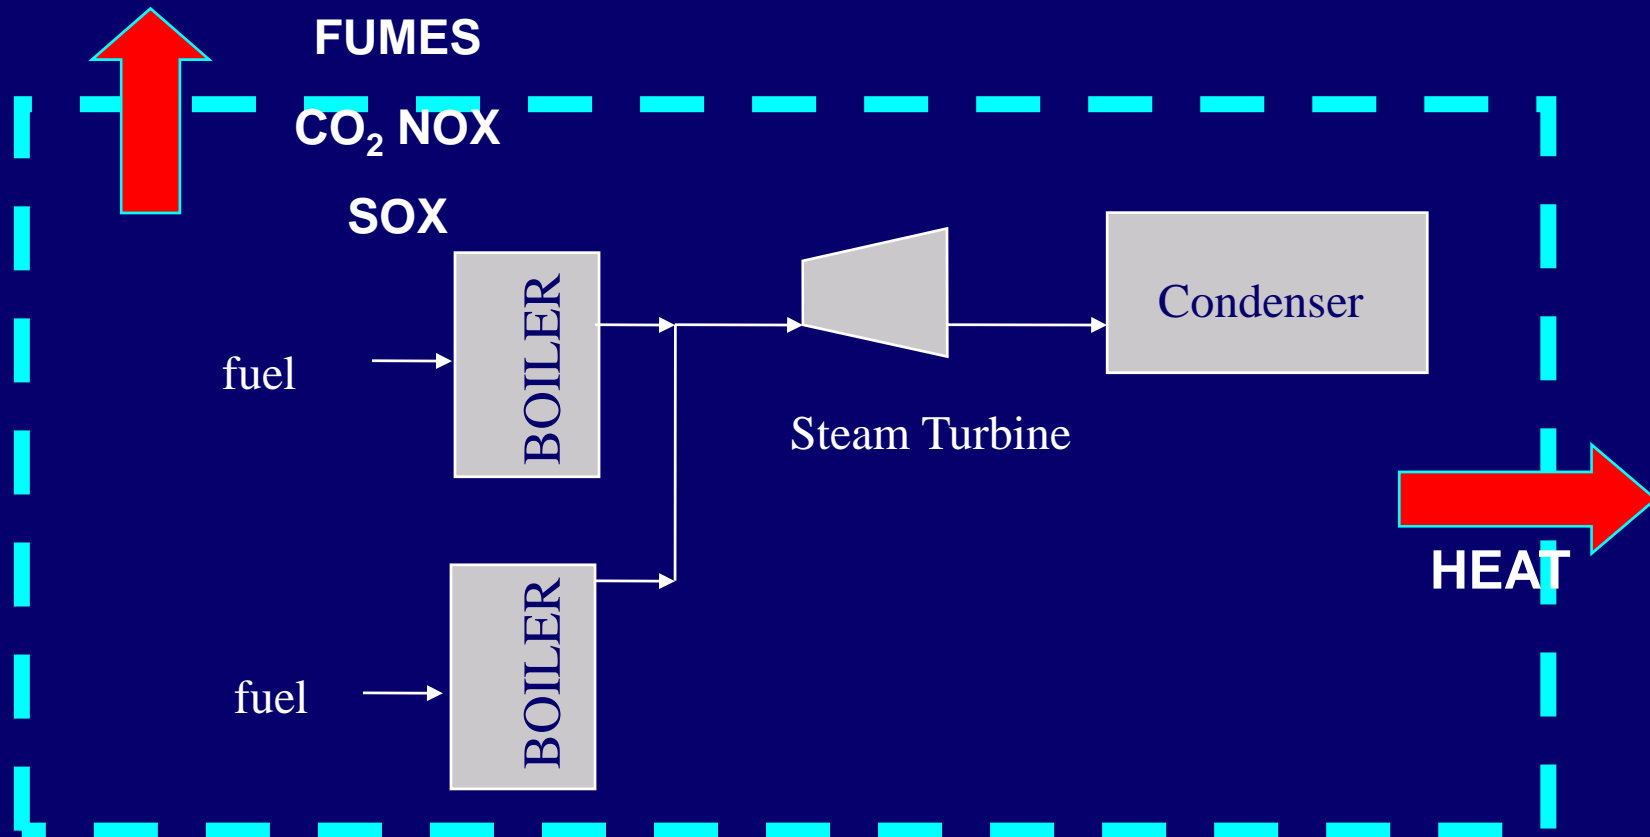 FUMES
CO₂ NOX
SOX
BOILER
Condenser
fuel
Steam Turbine
HEAT
BOILER
fuel